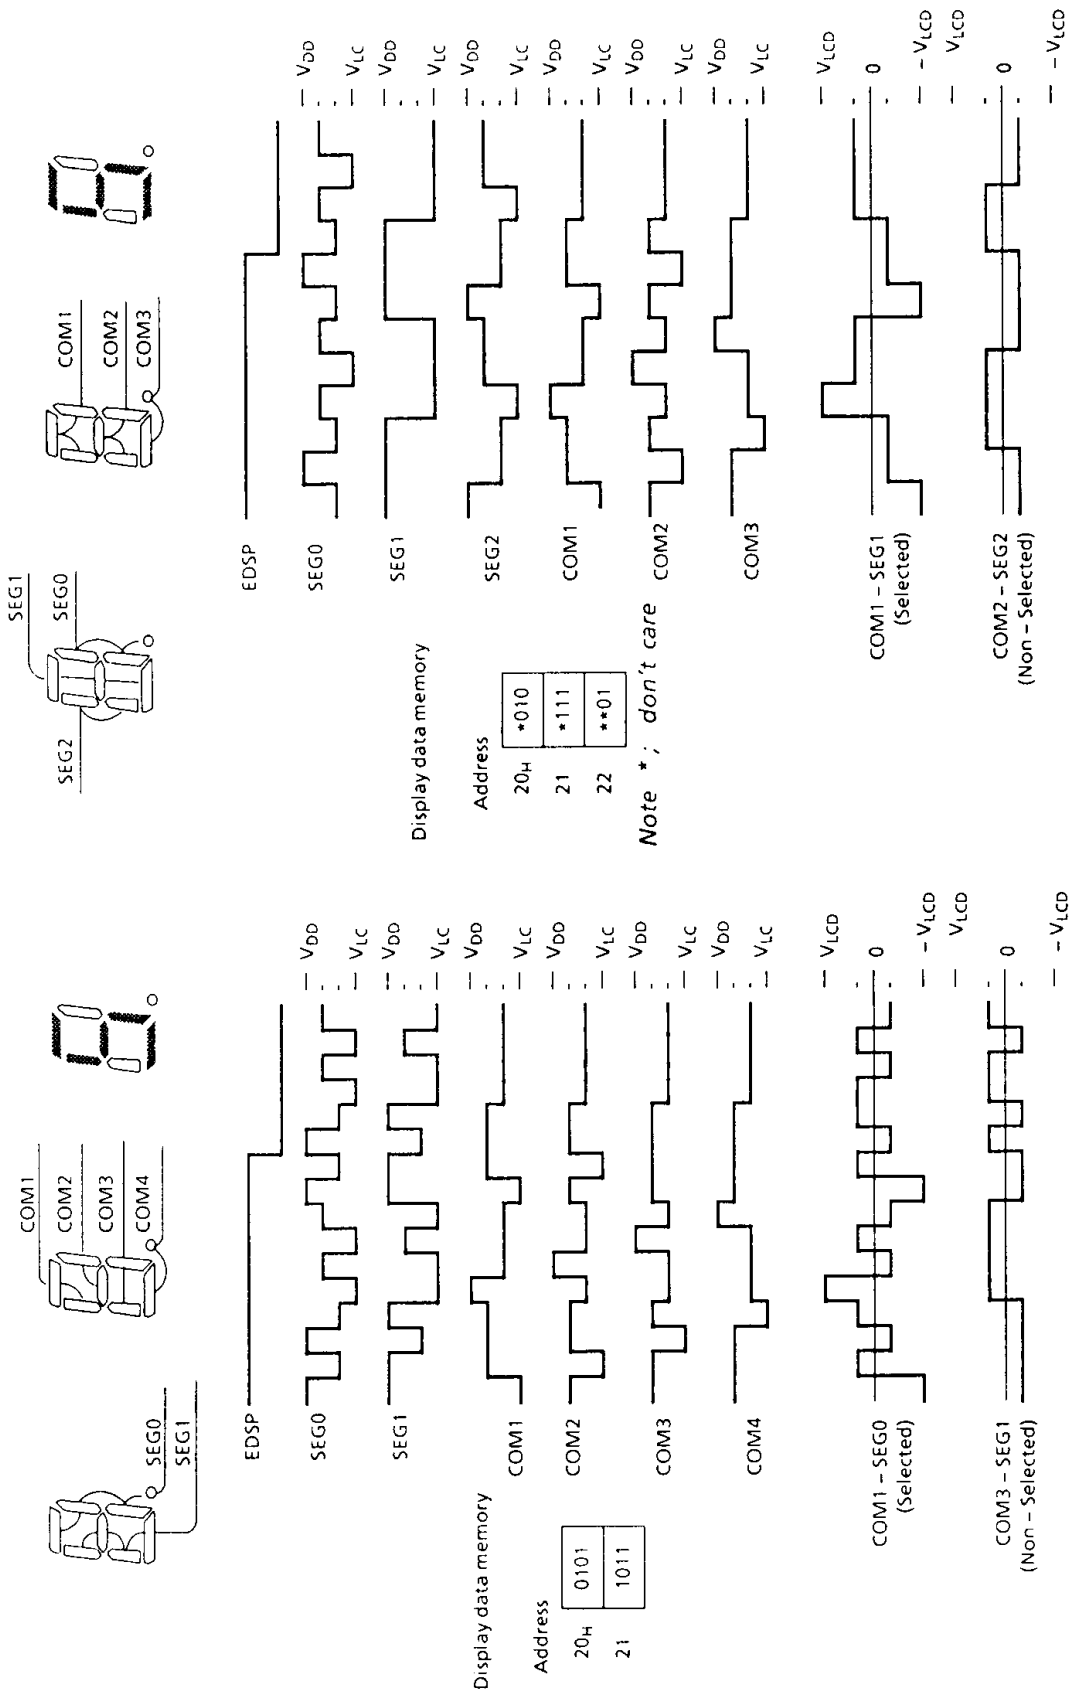 SEG0
SEG1
COM1
COM2
COM3
COM4
EDSP
SEG0
VDD
VLC
SEG1
VDD
VLC
COM1
VDD
VLC
COM2
VDD
VLC
COM3
VDD
VLC
COM4
VDD
VLC
Display data memory
Address
20H 0101
21 1011
COM1 – SEG0
(Selected)
VLCD
0
– VLCD
COM3 – SEG1
(Non – Selected)
VLCD
0
– VLCD
SEG2
SEG1
SEG0
COM1
COM2
COM3
EDSP
SEG0
VDD
VLC
SEG1
VDD
VLC
SEG2
VDD
VLC
COM1
VDD
VLC
COM2
VDD
VLC
COM3
VDD
VLC
Display data memory
Address
20H *010
21 *111
22 **01
Note * ; don't care
COM1 – SEG1
(Selected)
VLCD
0
– VLCD
COM2 – SEG2
(Non – Selected)
VLCD
0
– VLCD